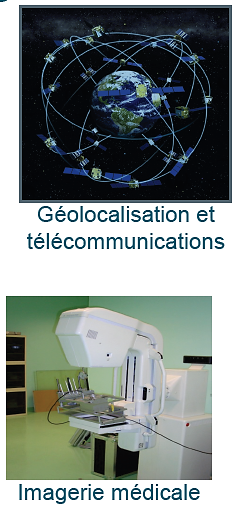 Géolocalisation et
télécommunications
Imagerie médicale